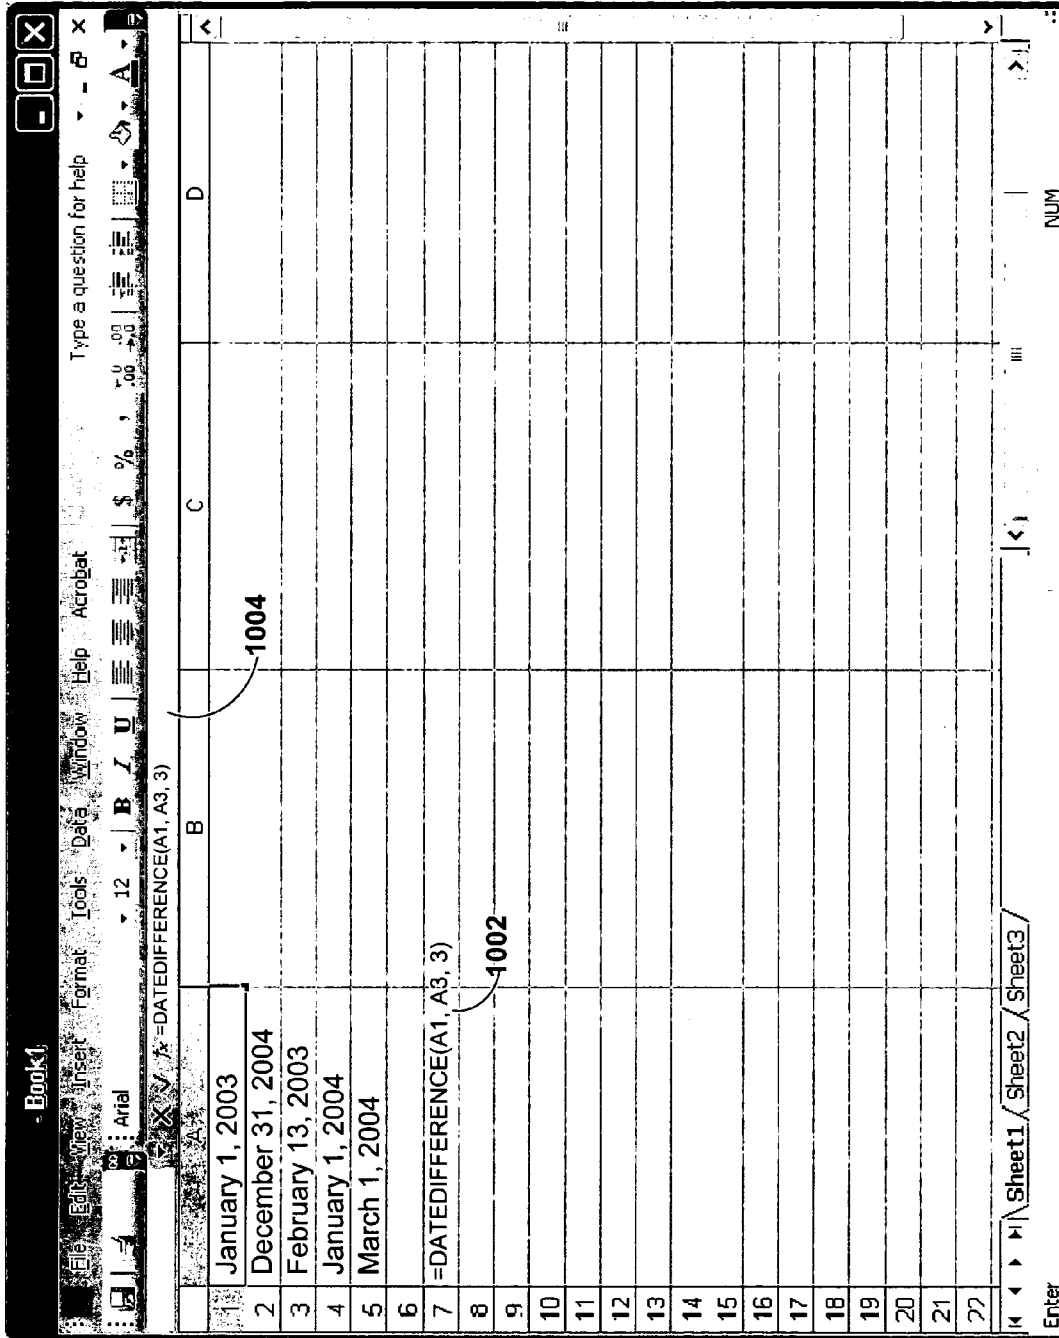 - Book1
File Edit View Insert Format Tools Data Window Help Acrobat Type a question for help
Arial 12 B I U $ % , .00 .00 A
fx =DATEDIFFERENCE(A1, A3, 3)
1004
A B C D
1 January 1, 2003
2 December 31, 2004
3 February 13, 2003
4 January 1, 2004
5 March 1, 2004
6
7 =DATEDIFFERENCE(A1, A3, 3)
8
1002
9
10
11
12
13
14
15
16
17
18
19
20
21
22
Sheet1 / Sheet2 / Sheet3 /
Enter NUM